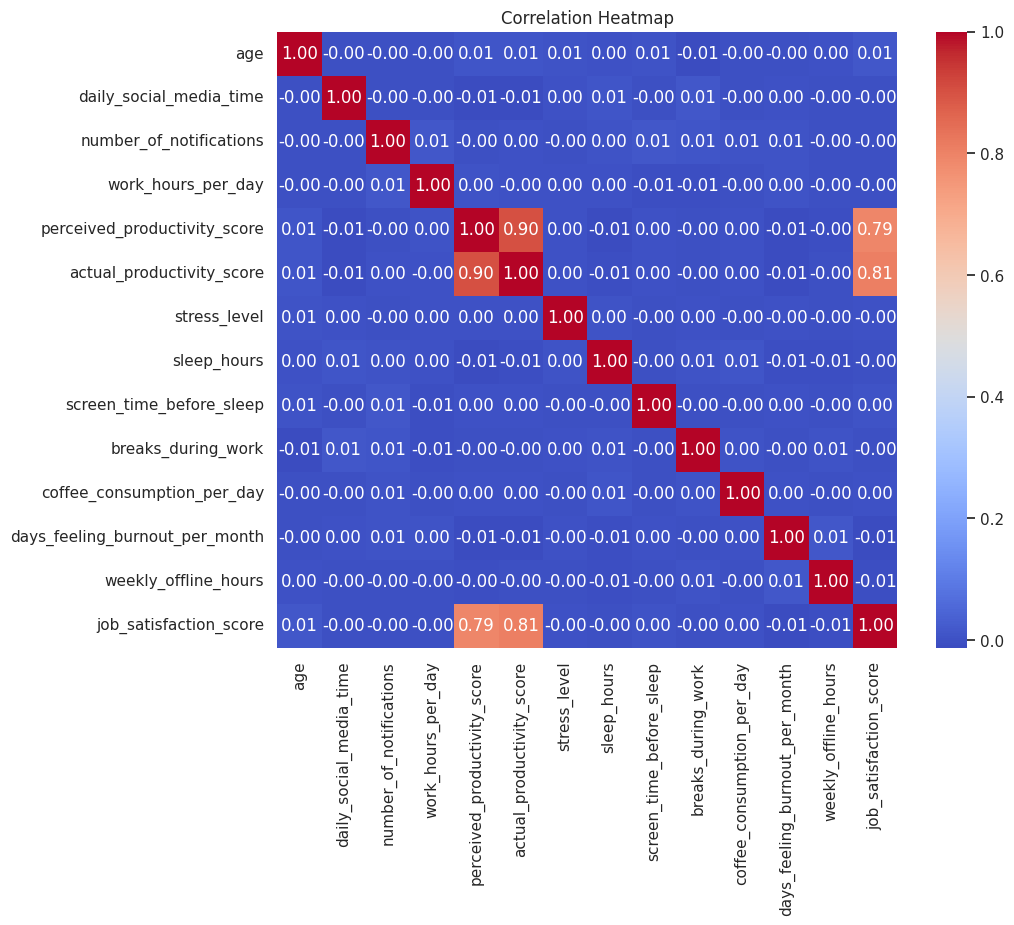 Correlation Heatmap
age 1.00 -0.00 -0.00 -0.00 0.01 0.01 0.01 0.00 0.01 -0.01 -0.00 -0.00 0.00 0.01
daily_social_media_time -0.00 1.00 -0.00 -0.00 -0.01 -0.01 0.00 0.01 -0.00 0.01 -0.00 0.00 -0.00 -0.00
number_of_notifications -0.00 -0.00 1.00 0.01 -0.00 0.00 0.00 0.00 0.01 0.01 0.01 0.01 -0.00 -0.00
work_hours_per_day -0.00 -0.00 0.01 1.00 0.00 -0.00 0.00 0.00 -0.01 -0.01 0.00 0.00 -0.00 -0.00
perceived_productivity_score 0.01 -0.01 -0.00 0.00 1.00 0.90 0.00 -0.01 0.00 -0.00 0.00 -0.01 -0.00 0.79
actual_productivity_score 0.01 -0.01 0.00 -0.00 0.90 1.00 0.00 -0.01 0.00 -0.00 0.00 -0.01 -0.00 0.81
stress_level 0.01 0.00 0.00 0.00 0.00 0.00 1.00 0.00 -0.00 0.00 -0.00 -0.00 -0.00 -0.00
sleep_hours 0.00 0.01 0.00 0.00 -0.01 -0.01 0.00 1.00 -0.00 0.01 0.01 -0.01 -0.01 -0.00
screen_time_before_sleep 0.01 -0.00 0.01 -0.01 0.00 0.00 -0.00 -0.00 1.00 -0.00 -0.00 0.00 -0.00 0.00
breaks_during_work -0.01 0.01 0.01 -0.01 -0.00 -0.00 0.00 0.01 -0.00 1.00 0.00 -0.00 0.01 -0.00
coffee_consumption_per_day -0.00 -0.00 0.01 0.00 0.00 0.00 -0.00 0.01 -0.00 0.00 1.00 0.00 -0.00 0.00
days_feeling_burnout_per_month -0.00 0.00 0.01 0.00 -0.01 -0.01 -0.00 -0.01 0.00 -0.00 0.00 1.00 0.01 -0.01
weekly_offline_hours 0.00 -0.00 -0.00 -0.00 -0.00 -0.00 -0.00 -0.01 -0.00 0.01 -0.00 0.01 1.00 -0.01
job_satisfaction_score 0.01 -0.00 -0.00 -0.00 0.79 0.81 -0.00 -0.00 0.00 -0.00 0.00 -0.01 -0.01 1.00
age
daily_social_media_time
number_of_notifications
work_hours_per_day
perceived_productivity_score
actual_productivity_score
stress_level
sleep_hours
screen_time_before_sleep
breaks_during_work
coffee_consumption_per_day
days_feeling_burnout_per_month
weekly_offline_hours
job_satisfaction_score
1.0
0.8
0.6
0.4
0.2
0.0